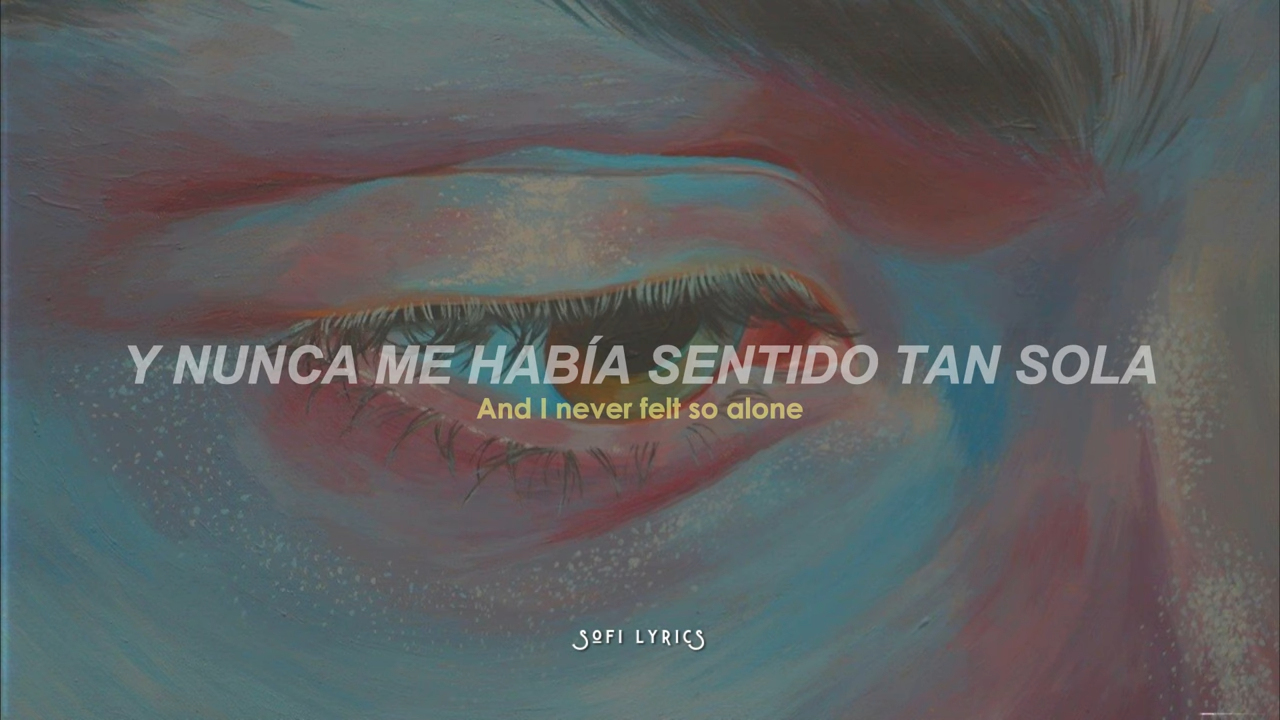 Y NUNCA ME HABÍA SENTIDO TAN SOLA
And I never felt so alone
SOFI LYRICS